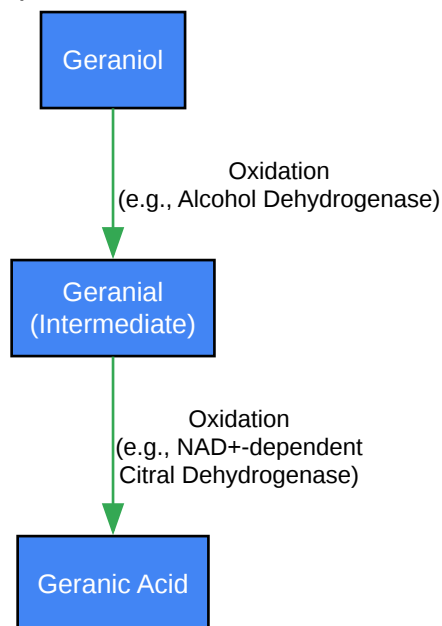 Geraniol
Oxidation
(e.g., Alcohol Dehydrogenase)
Geranial
(Intermediate)
Oxidation
(e.g., NAD+-dependent
Citral Dehydrogenase)
Geranic Acid